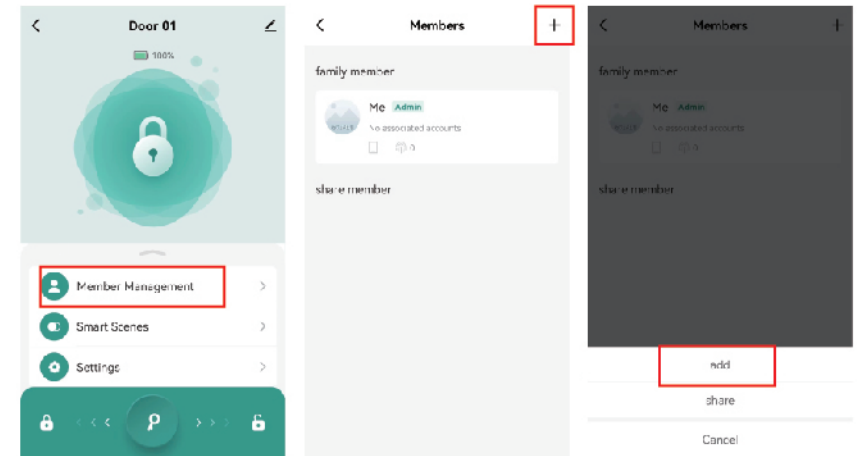 Door 01
100%
Member Management
Smart Scenes
Settings
Members
family member
Me Admin
No associated accounts
0
share member
Members
family member
Me Admin
No associated accounts
0
share member
add
share
Cancel